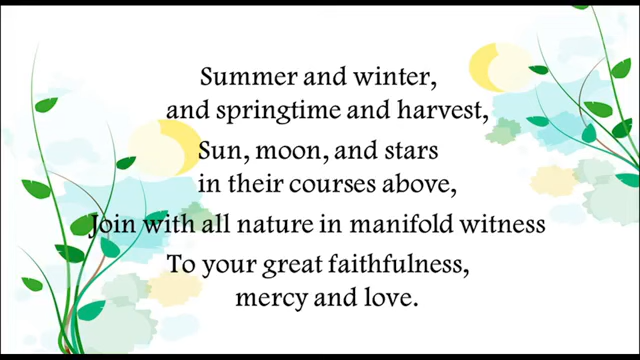 Summer and winter,
and springtime and harvest,
Sun, moon, and stars
in their courses above,
Join with all nature in manifold witness
To your great faithfulness,
mercy and love.